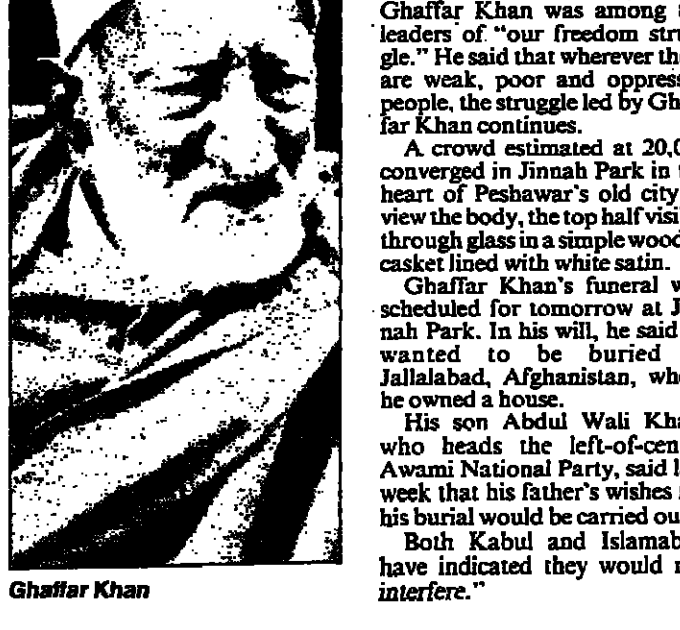 Ghaffar Khan was among
leaders of "our freedom
gle." He said that wherever
are weak, poor and
people, the struggle led by
far Khan continues.
A crowd estimated at
converged in Jinnah Park in
heart of Peshawar's old city
view the body, the top half
through glass in a simple
casket lined with white satin.
Ghaffar Khan's funeral
scheduled for tomorrow at
nah Park. In his will, he said
wanted to be buried
Jallalabad, Afghanistan,
he owned a house.
His son Abdul Wali
who heads the
Awami National Party, said
week that his father's wishes
his burial would be carried
Both Kabul and
have indicated they would
interfere."
Ghaffar Khan